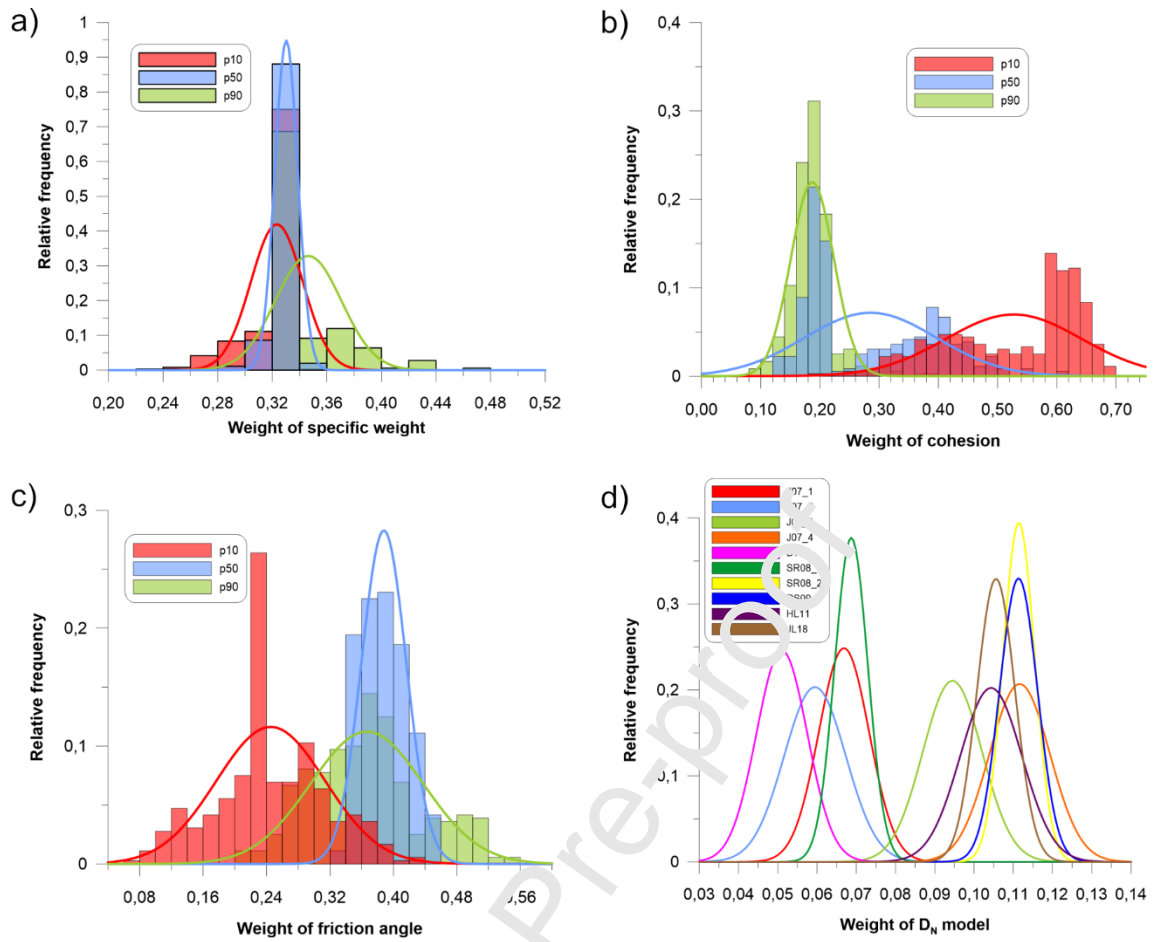 a)
1
0,9
0,8
0,7
0,6
0,5
0,4
0,3
0,2
0,1
0
Relative frequency
p10
p50
p90
0,20 0,24 0,28 0,32 0,36 0,40 0,44 0,48 0,52
Weight of specific weight
b)
0,4
0,3
0,2
0,1
0
Relative frequency
p10
p50
p90
0,00 0,10 0,20 0,30 0,40 0,50 0,60 0,70
Weight of cohesion
c)
0,3
0,2
0,1
0
Relative frequency
p10
p50
p90
0,08 0,16 0,24 0,32 0,40 0,48 0,56
Weight of friction angle
d)
0,4
0,3
0,2
0,1
0
Relative frequency
J07_4
SR08_2
HL11
0,03 0,04 0,05 0,06 0,07 0,08 0,09 0,10 0,11 0,12 0,13 0,14
Weight of DN model
Pre-proof